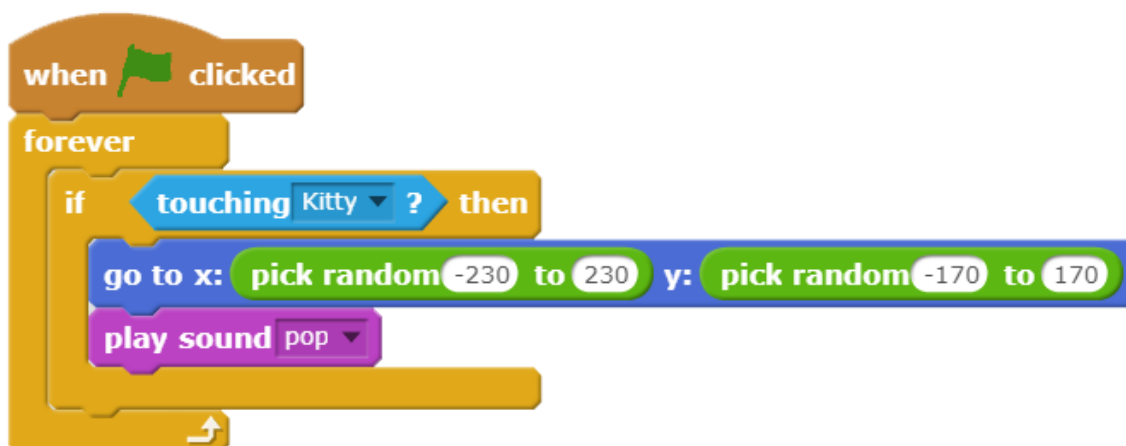 when clicked
forever
if touching Kitty ? then
go to x: pick random -230 to 230 y: pick random -170 to 170
play sound pop